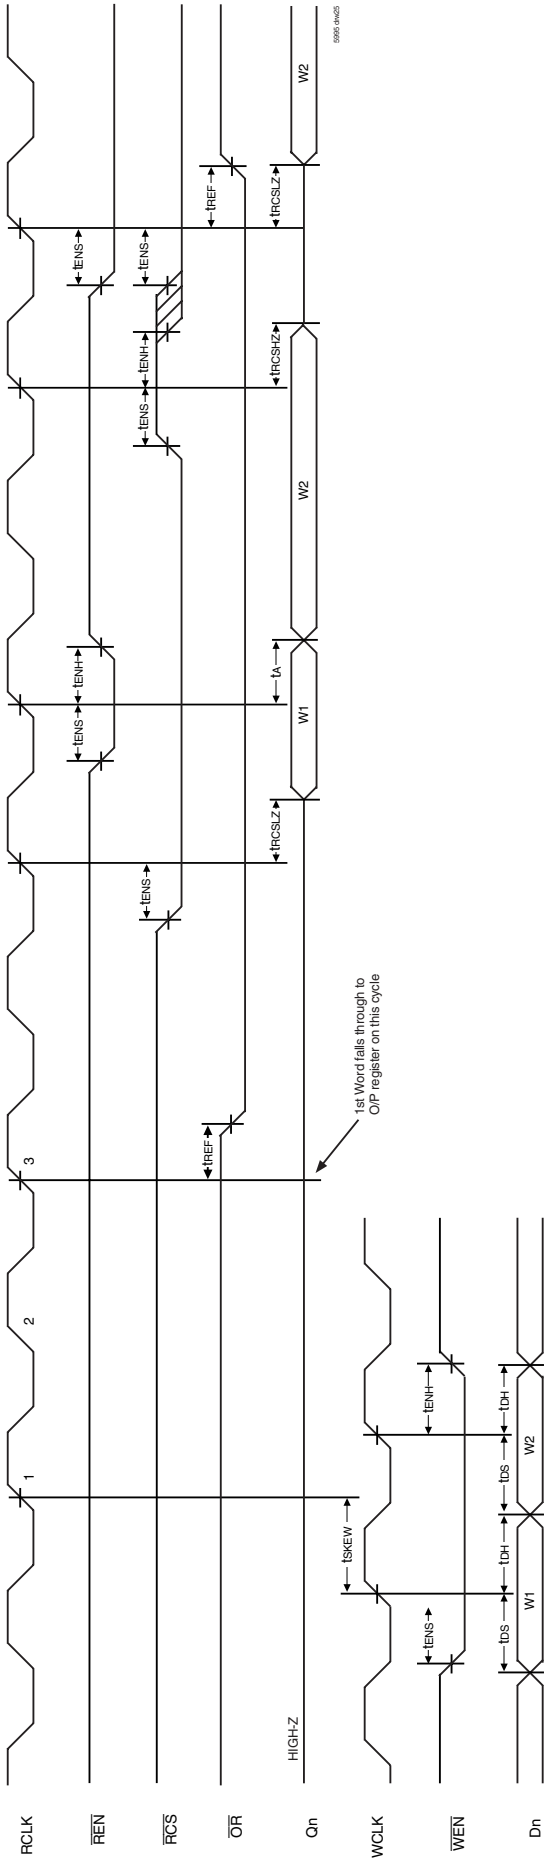 RCLK
1
2
3
REN
tENS
tENH
tENS
RCS
tENS
tENS
tENH
tENS
OR
tREF
tREF
Qn
HIGH-Z
tRCSLZ
W1
tA
W2
tRCSHZ
tRCSLZ
W2
1st Word falls through to
O/P register on this cycle
tSKEW
WCLK
WEN
tENS
tENH
Dn
tDS
tDH
tDS
tDH
W1
W2
5995 drw25